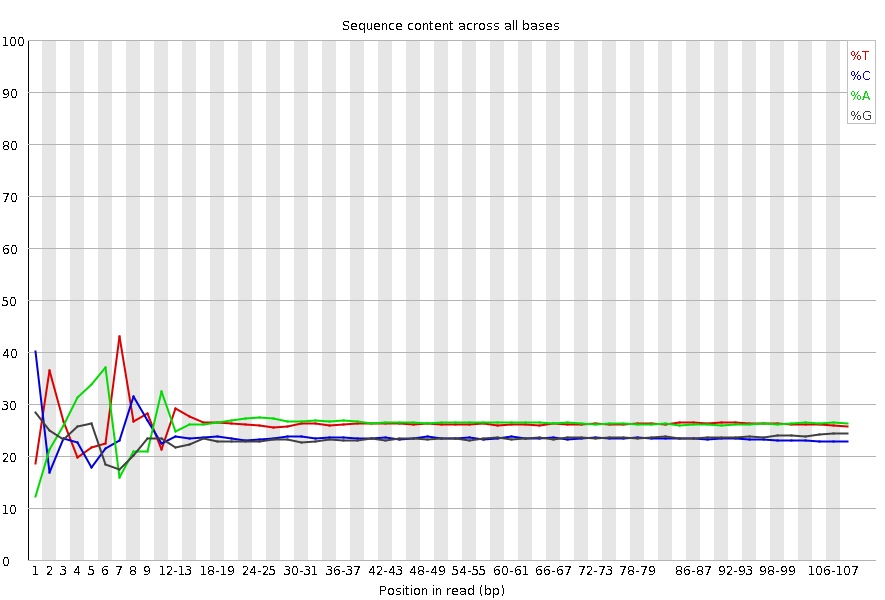 Sequence content across all bases
100
90
80
70
60
50
40
30
20
10
0
%T
%C
%A
%G
1 2 3 4 5 6 7 8 9 12-13 18-19 24-25 30-31 36-37 42-43 48-49 54-55 60-61 66-67 72-73 78-79 86-87 92-93 98-99 106-107
Position in read (bp)